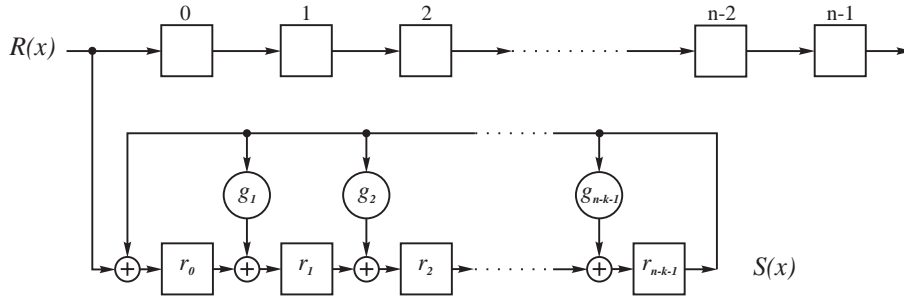 0 1 2 n-2 n-1
R(x)
g₁ g₂ gₙ₋ₖ₋₁
+ r₀ + r₁ + r₂ + rₙ₋ₖ₋₁ S(x)